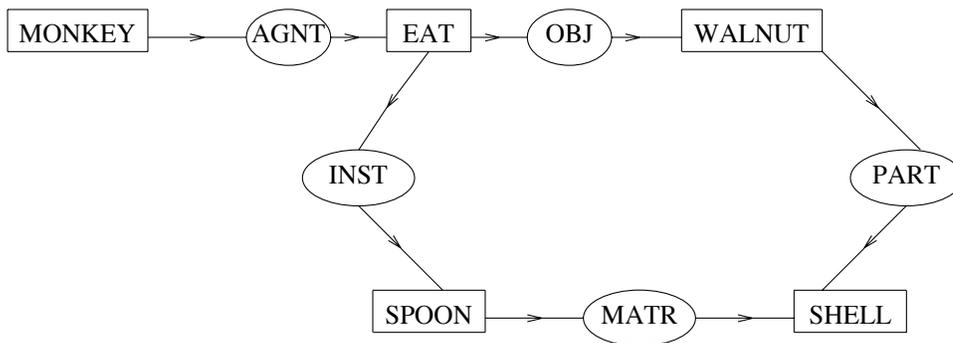 MONKEY AGNT EAT OBJ WALNUT
INST PART
SPOON MATR SHELL